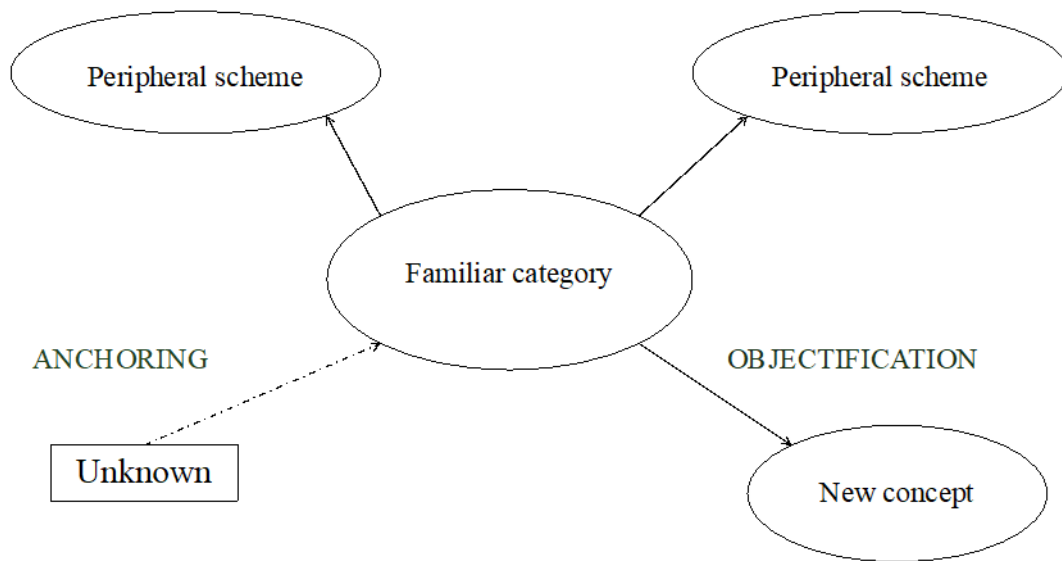 Peripheral scheme
Peripheral scheme
Familiar category
ANCHORING
OBJECTIFICATION
Unknown
New concept